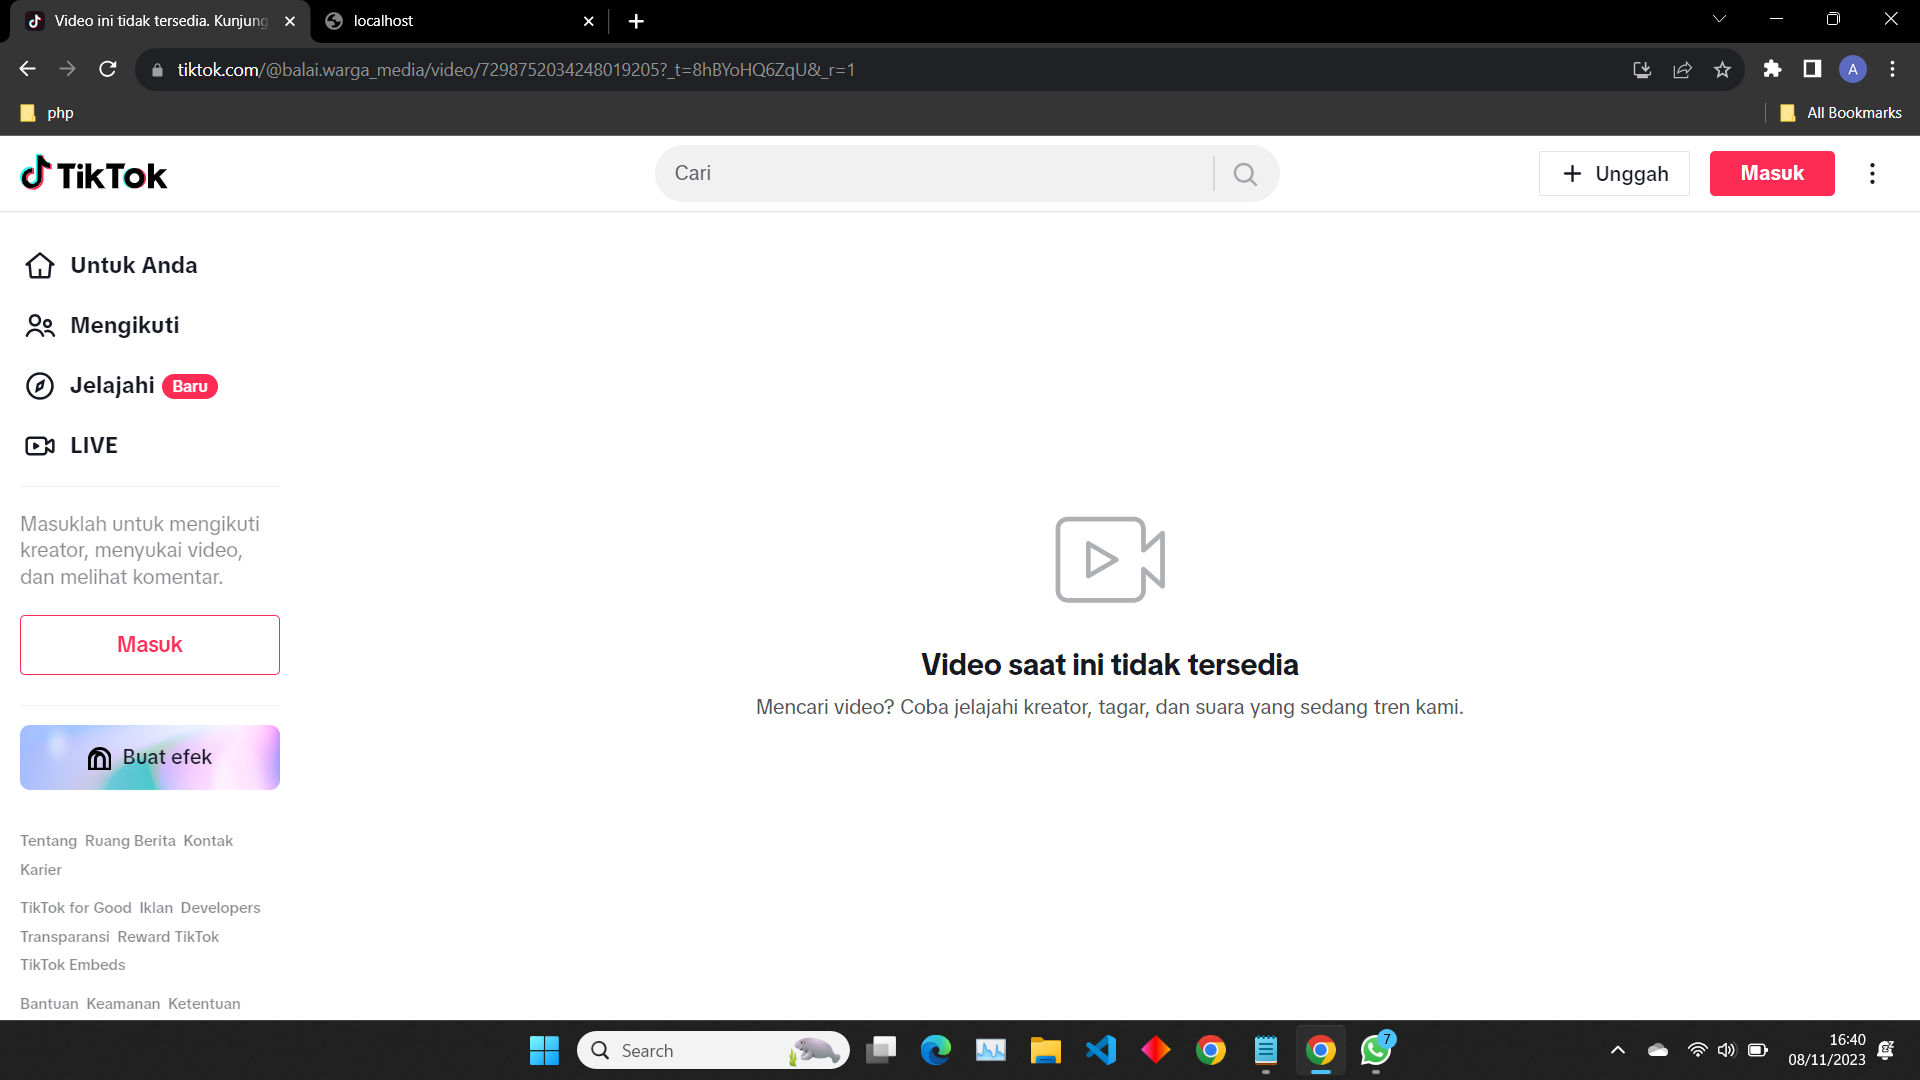 Video ini tidak tersedia. Kunjung
localhost
tiktok.com/@balai.warga_media/video/7298752034248019205?_t=8hBYoHQ6ZqU&_r=1
A
php
All Bookmarks
TikTok
Cari
Unggah
Masuk
Untuk Anda
Mengikuti
Jelajahi Baru
LIVE
Masuklah untuk mengikuti
kreator, menyukai video,
dan melihat komentar.
Masuk
Buat efek
Tentang Ruang Berita Kontak
Karier
TikTok for Good Iklan Developers
Transparansi Reward TikTok
TikTok Embeds
Bantuan Keamanan Ketentuan
Video saat ini tidak tersedia
Mencari video? Coba jelajahi kreator, tagar, dan suara yang sedang tren kami.
Search
7
16:40
08/11/2023